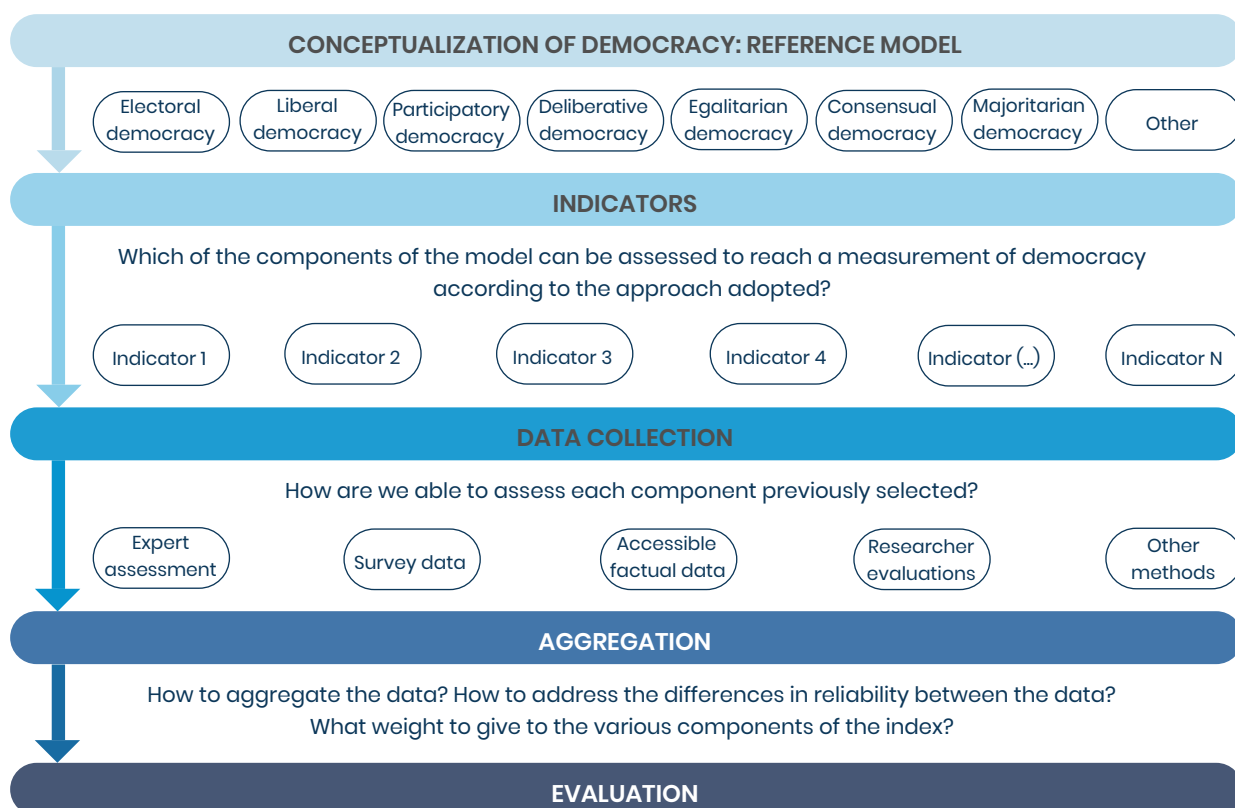 CONCEPTUALIZATION OF DEMOCRACY: REFERENCE MODEL
Electoral
democracy
Liberal
democracy
Participatory
democracy
Deliberative
democracy
Egalitarian
democracy
Consensual
democracy
Majoritarian
democracy
Other
INDICATORS
Which of the components of the model can be assessed to reach a measurement of democracy
according to the approach adopted?
Indicator 1
Indicator 2
Indicator 3
Indicator 4
Indicator (...)
Indicator N
DATA COLLECTION
How are we able to assess each component previously selected?
Expert
assessment
Survey data
Accessible
factual data
Researcher
evaluations
Other
methods
AGGREGATION
How to aggregate the data? How to address the differences in reliability between the data?
What weight to give to the various components of the index?
EVALUATION